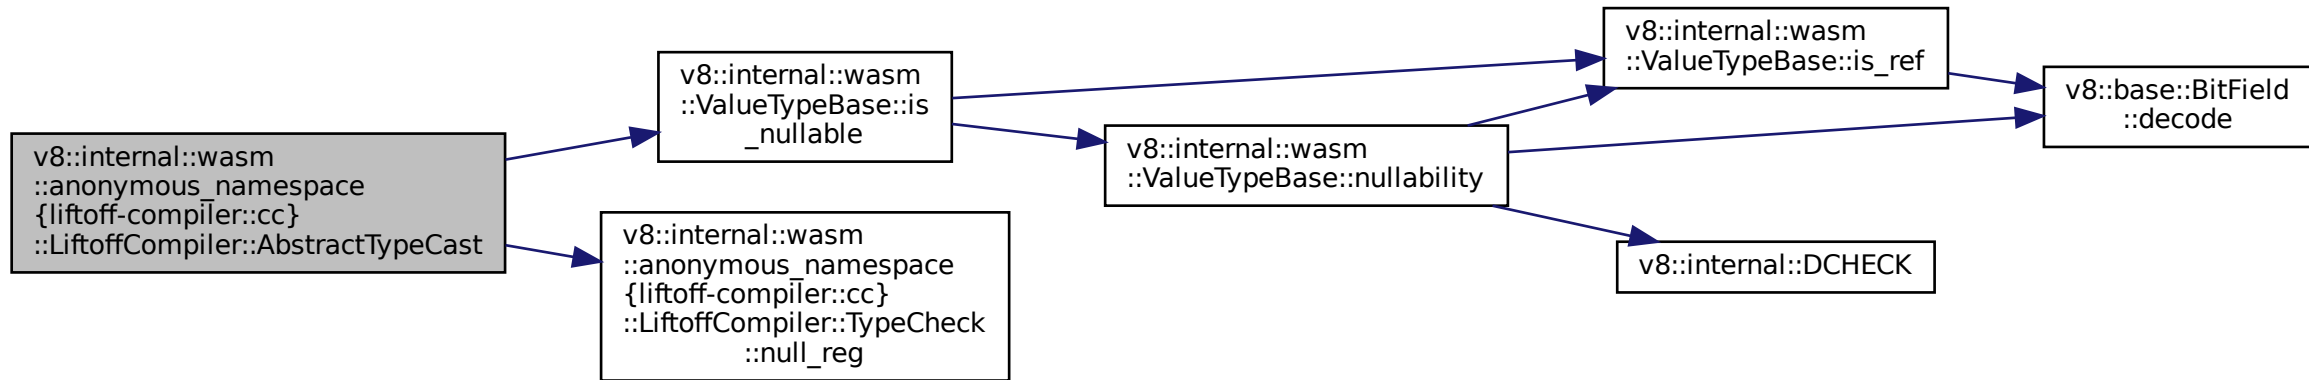 v8::internal::wasm
::anonymous_namespace
{liftoff-compiler::cc}
::LiftoffCompiler::AbstractTypeCast
v8::internal::wasm
::ValueTypeBase::is
_nullable
v8::internal::wasm
::anonymous_namespace
{liftoff-compiler::cc}
::LiftoffCompiler::TypeCheck
::null_reg
v8::internal::wasm
::ValueTypeBase::nullability
v8::internal::wasm
::ValueTypeBase::is_ref
v8::internal::DCHECK
v8::base::BitField
::decode